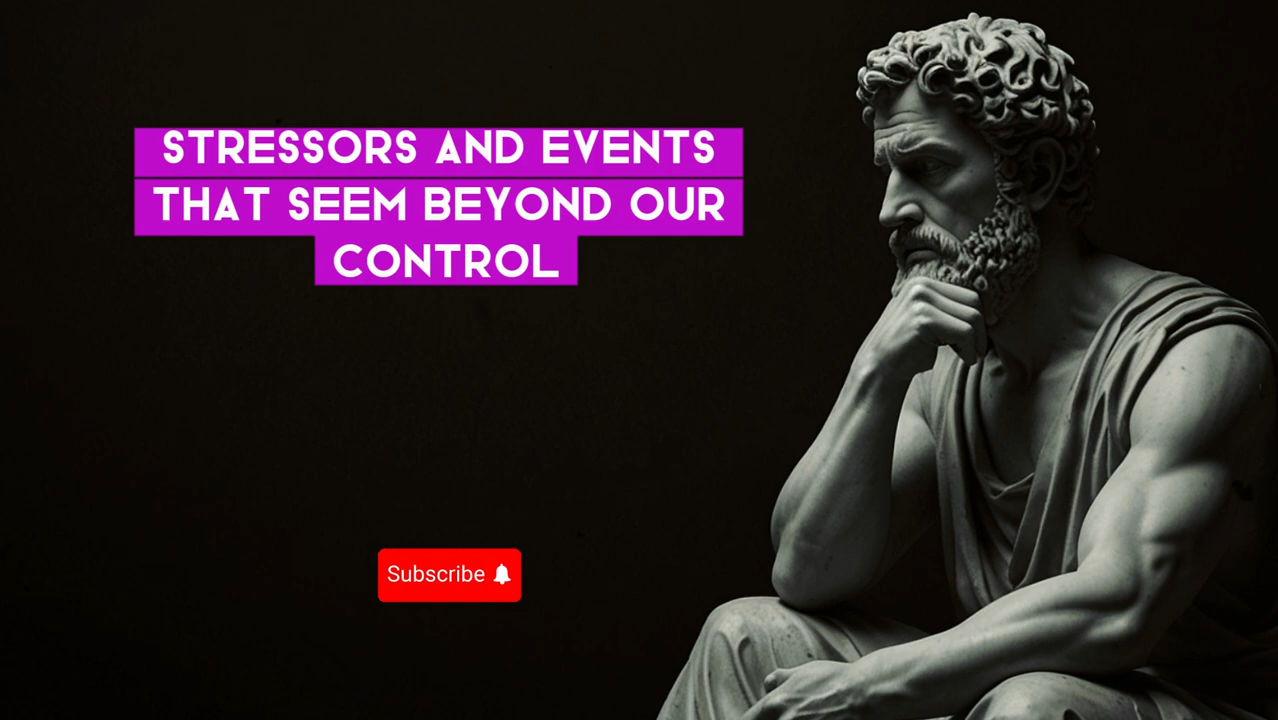 STRESSORS AND EVENTS
THAT SEEM BEYOND OUR
CONTROL
Subscribe